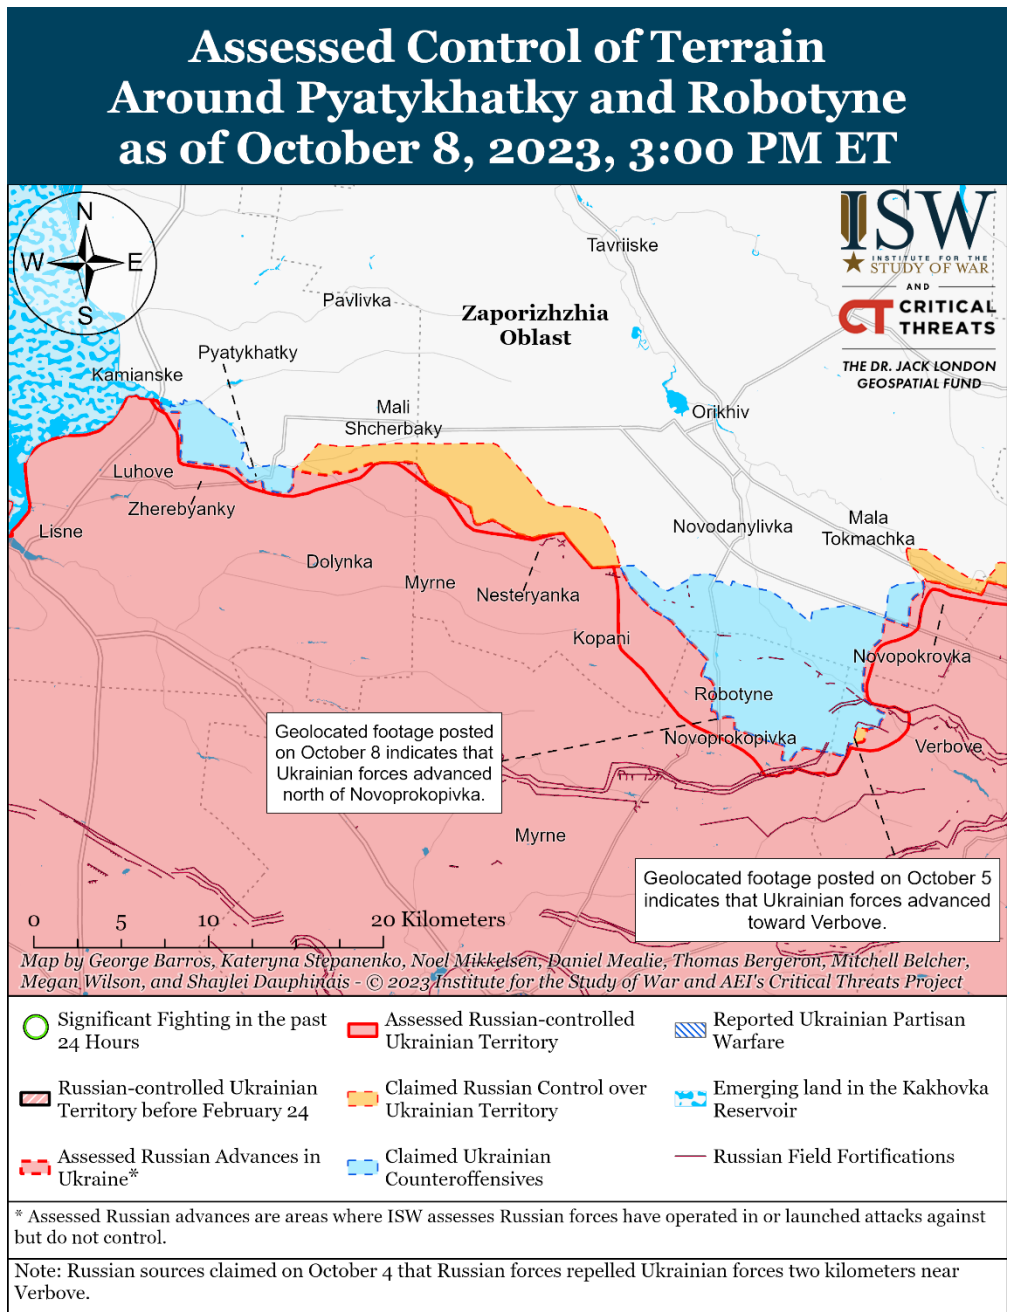 Assessed Control of Terrain
Around Pyatykhatky and Robotyne
as of October 8, 2023, 3:00 PM ET
N
W
E
S
ISW
INSTITUTE FOR THE
STUDY OF WAR
AND
CT CRITICAL
THREATS
THE DR. JACK LONDON
GEOSPATIAL FUND
Tavriiske
Pavlivka
Zaporizhzhia
Oblast
Pyatykhatky
Kamianske
Mali
Shcherbaky
Orikhiv
Luhove
Zherebyanky
Lisne
Novodanylivka
Mala
Tokmachka
Dolynka
Myrne
Nesteryanka
Kopani
Novopokrovka
Robotyne
Novoprokopivka
Verbove
Geolocated footage posted
on October 8 indicates that
Ukrainian forces advanced
north of Novoprokopivka.
Myrne
Geolocated footage posted on October 5
indicates that Ukrainian forces advanced
toward Verbove.
0 5 10 20 Kilometers
Map by George Barros, Kateryna Stepanenko, Noel Mikkelsen, Daniel Mealie, Thomas Bergeron, Mitchell Belcher,
Megan Wilson, and Shaylei Dauphinais - © 2023 Institute for the Study of War and AEI's Critical Threats Project
Significant Fighting in the past
24 Hours
Russian-controlled Ukrainian
Territory before February 24
Assessed Russian Advances in
Ukraine*
Assessed Russian-controlled
Ukrainian Territory
Claimed Russian Control over
Ukrainian Territory
Claimed Ukrainian
Counteroffensives
Reported Ukrainian Partisan
Warfare
Emerging land in the Kakhovka
Reservoir
Russian Field Fortifications
* Assessed Russian advances are areas where ISW assesses Russian forces have operated in or launched attacks against
but do not control.
Note: Russian sources claimed on October 4 that Russian forces repelled Ukrainian forces two kilometers near
Verbove.